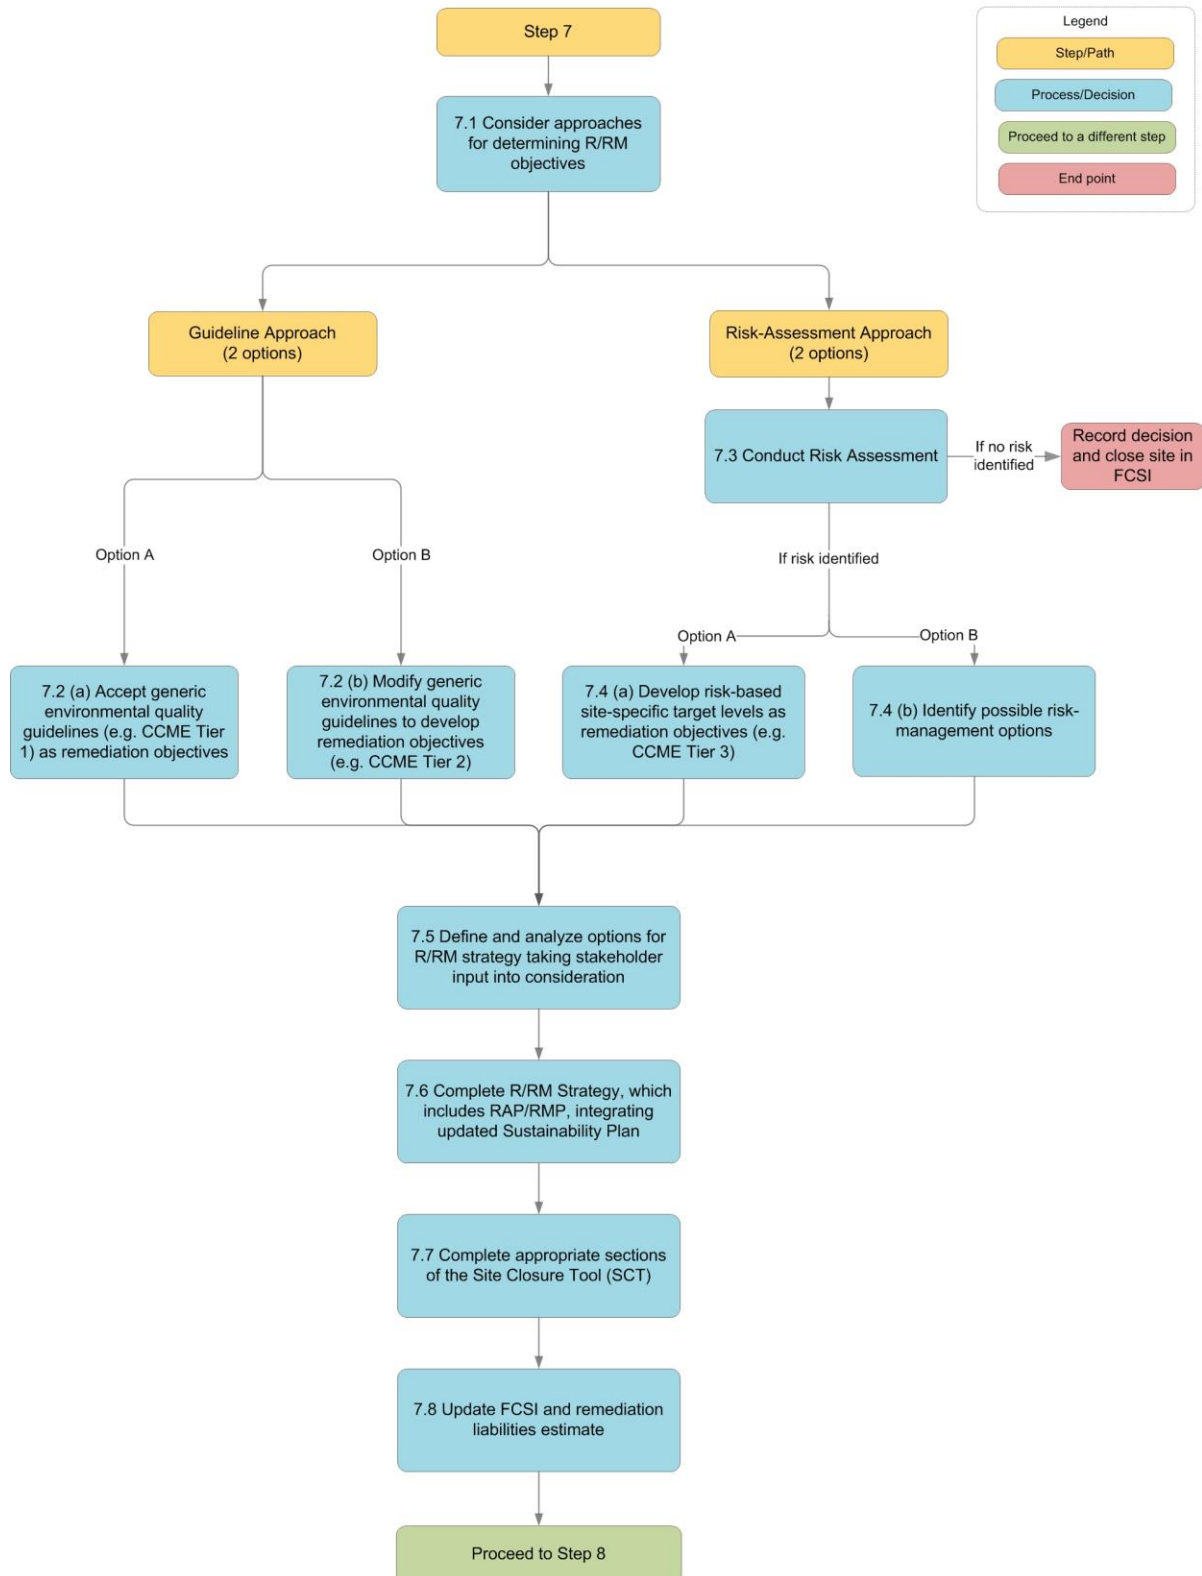 Step 7
Legend
Step/Path
Process/Decision
Proceed to a different step
End point
7.1 Consider approaches
for determining R/RM
objectives
Guideline Approach
(2 options)
Risk-Assessment Approach
(2 options)
7.3 Conduct Risk Assessment
If no risk
identified
Record decision
and close site in
FCSI
Option A
Option B
If risk identified
Option A
Option B
7.2 (a) Accept generic
environmental quality
guidelines (e.g. CCME Tier
1) as remediation objectives
7.2 (b) Modify generic
environmental quality
guidelines to develop
remediation objectives
(e.g. CCME Tier 2)
7.4 (a) Develop risk-based
site-specific target levels as
remediation objectives (e.g.
CCME Tier 3)
7.4 (b) Identify possible risk-
management options
7.5 Define and analyze options for
R/RM strategy taking stakeholder
input into consideration
7.6 Complete R/RM Strategy, which
includes RAP/RMP, integrating
updated Sustainability Plan
7.7 Complete appropriate sections
of the Site Closure Tool (SCT)
7.8 Update FCSI and remediation
liabilities estimate
Proceed to Step 8